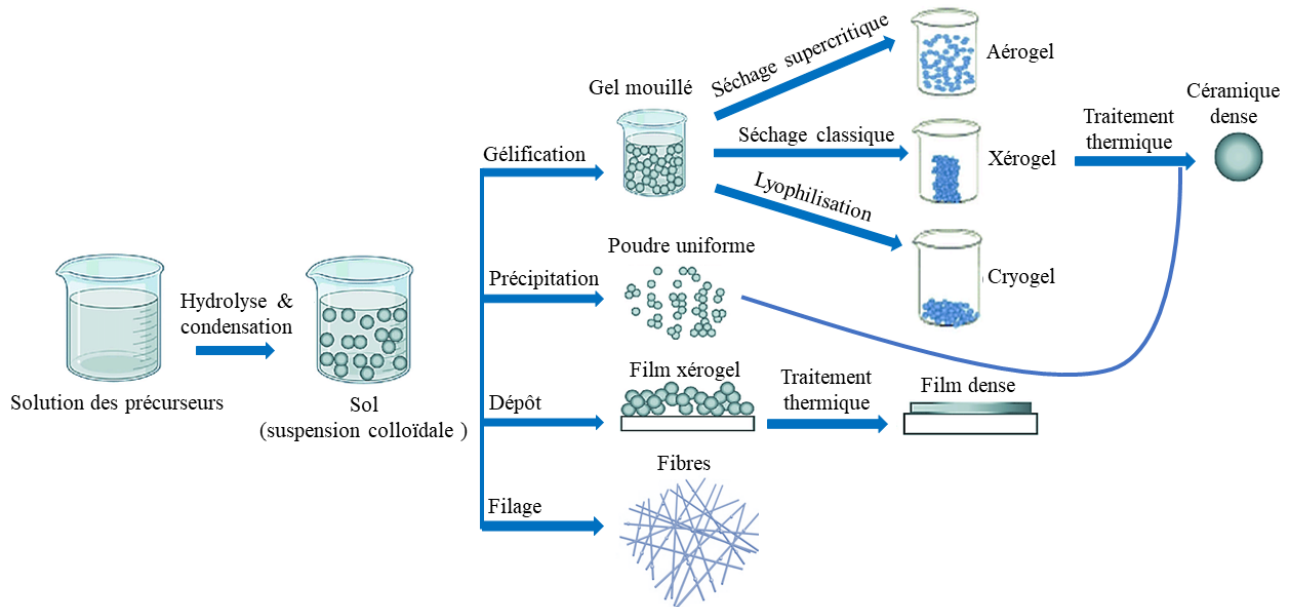 Solution des précurseurs
Hydrolyse &
condensation
Sol
(suspension colloïdale )
Gélification
Gel mouillé
Séchage supercritique
Aérogel
Séchage classique
Xérogel
Traitement
thermique
Céramique
dense
Lyophilisation
Cryogel
Précipitation
Poudre uniforme
Dépôt
Film xérogel
Traitement
thermique
Film dense
Filage
Fibres